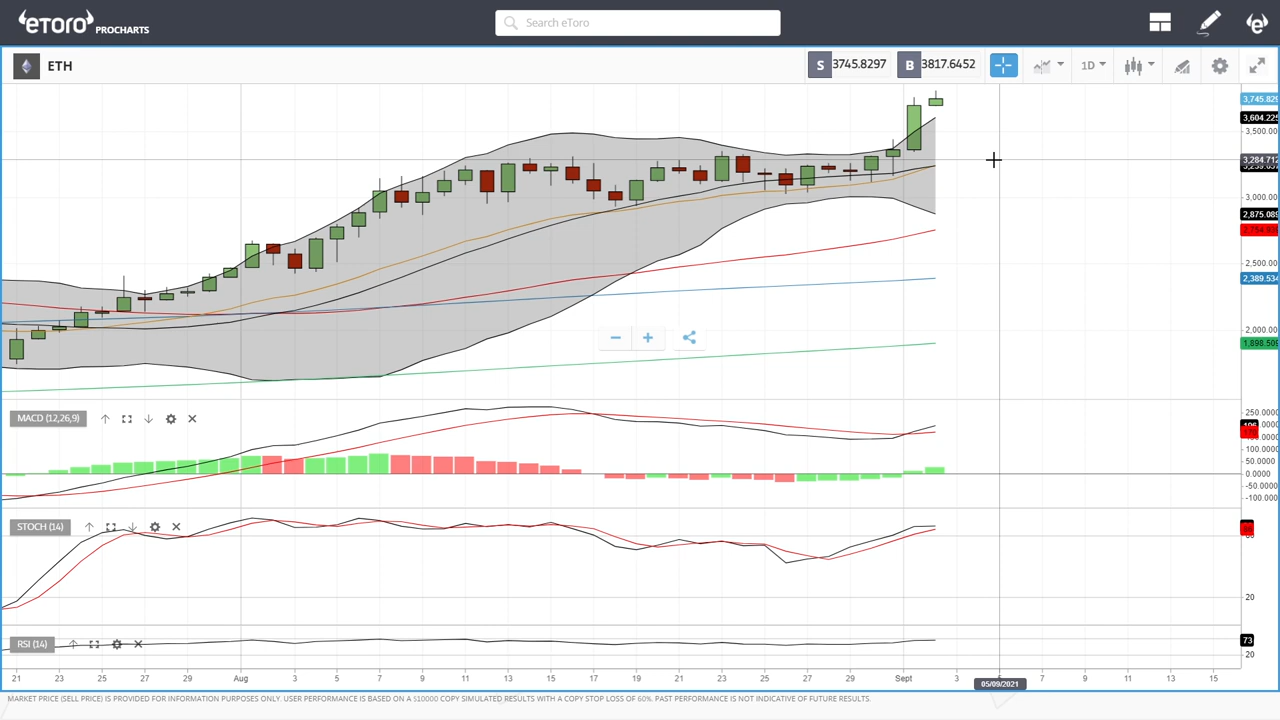 eToro PROCHARTS
Search eToro
ETH
S 3745.8297 B 3817.6452 1D
3,745.829
3,604.225
3,500.00
3,284.712
3,000.00
2,875.089
2,500.00
2,389.534
2,000.00
1,898.509
MACD (12,26,9)
250.0000
50.0000
0.0000
-50.0000
-100.0000
STOCH (14)
20
RSI (14)
73
20
21 23 25 27 29 Aug 3 5 7 9 11 13 15 17 19 21 23 25 27 29 Sept 3 7 9 11 13 15
05/09/2021
MARKET PRICE (SELL PRICE) IS PROVIDED FOR INFORMATION PURPOSES ONLY. USER PERFORMANCE IS BASED ON A $10000 COPY SIMULATED RESULTS WITH A COPY STOP LOSS OF 60%. PAST PERFORMANCE IS NOT INDICATIVE OF FUTURE RESULTS.